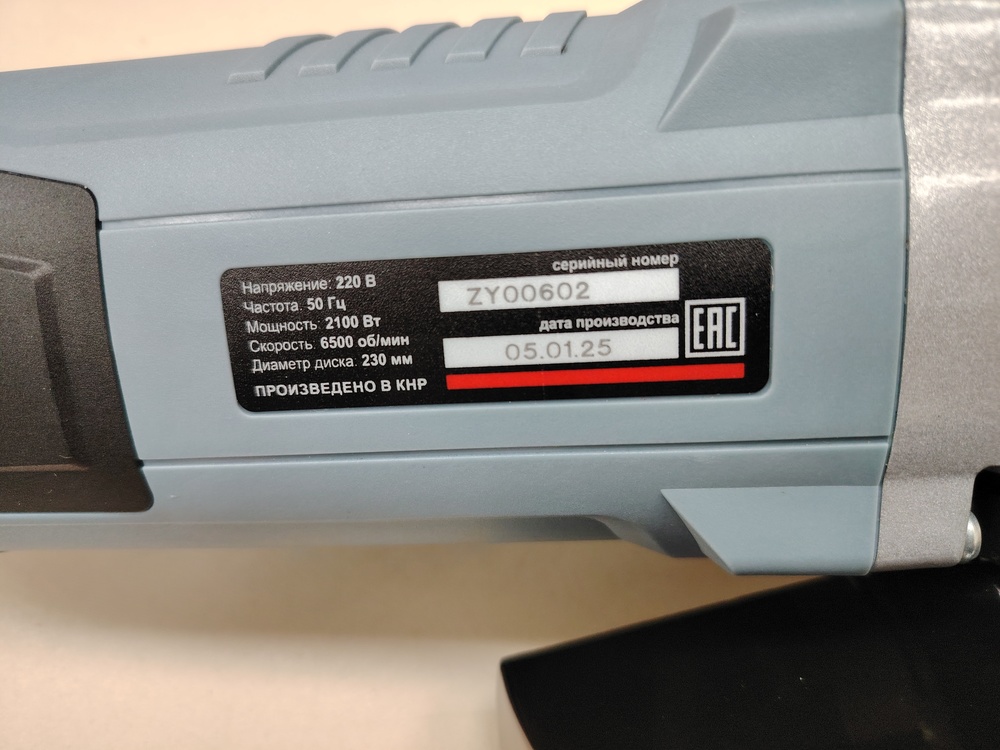 Напряжение: 220 В
Частота: 50 Гц
Мощность: 2100 Вт
Скорость: 6500 об/мин
Диаметр диска: 230 мм
ПРОИЗВЕДЕНО В КНР
серийный номер
ZY00602
дата производства
05.01.25
EAC